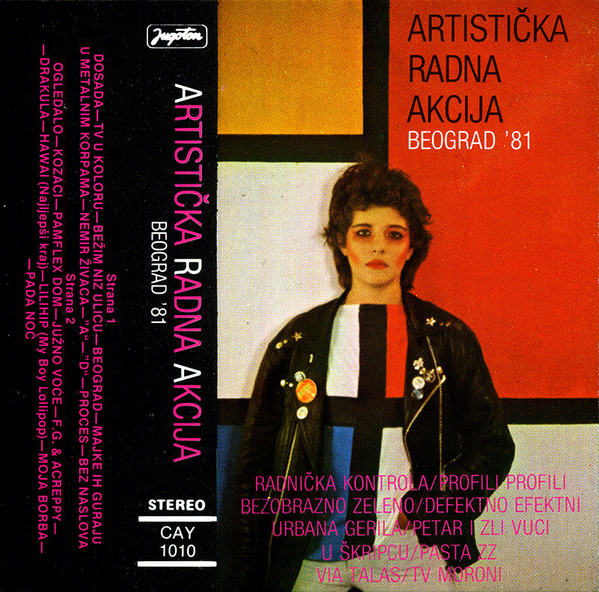 DOSADA—TV U KOLORU—BEŽIM NIZ ULICU—BEOGRAD—MAJKE IH GURAJU
U METALNIM KORPAMA—NEMIR ŽIVACA—"A"—"D"—PROCES—BEZ NASLOVA
Strana 1
Strana 2
OGLEDALO—KOZACI—PAMFLEX DOM—JUŽNO VOĆE—F.G. & AGREPPY—
—DRAKULA—HAWAI (Najljepši kraj)—LILIHIP (My Boy Lollipop)—MOJA BORBA—
—PADA NOĆ
Jugoton
ARTISTIČKA RADNA AKCIJA
BEOGRAD '81
STEREO
CAY
1010
ARTISTIČKA
RADNA
AKCIJA
BEOGRAD '81
RADNIČKA KONTROLA/PROFILI PROFILI
BEZOBRAZNO ZELENO/DEFEKTNO EFEKTNI
URBANA GERILA/PETAR I ZLI VUCI
U ŠKRIPCU/PASTA ZZ
VIA TALAS/TV MORONI